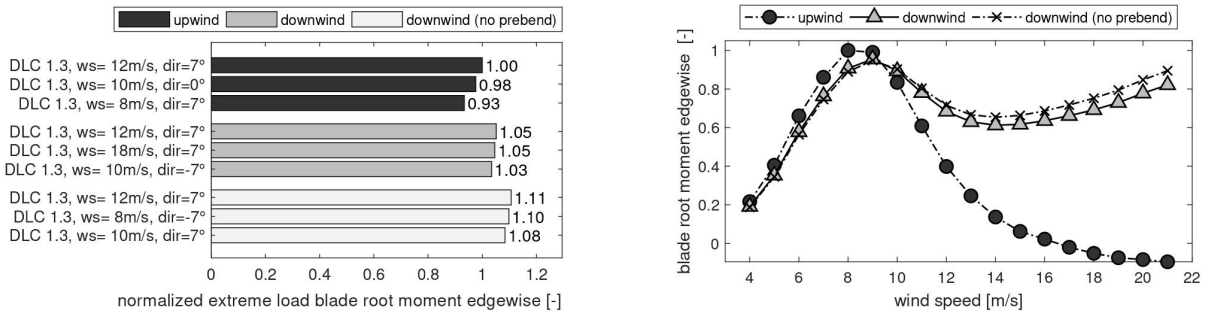 upwind downwind downwind (no prebend)
DLC 1.3, ws= 12m/s, dir=7° 1.00
DLC 1.3, ws= 10m/s, dir=0° 0.98
DLC 1.3, ws= 8m/s, dir=7° 0.93
DLC 1.3, ws= 12m/s, dir=-7° 1.05
DLC 1.3, ws= 18m/s, dir=7° 1.05
DLC 1.3, ws= 10m/s, dir=-7° 1.03
DLC 1.3, ws= 12m/s, dir=7° 1.11
DLC 1.3, ws= 8m/s, dir=-7° 1.10
DLC 1.3, ws= 10m/s, dir=7° 1.08
0 0.2 0.4 0.6 0.8 1 1.2
normalized extreme load blade root moment edgewise [-]
upwind downwind downwind (no prebend)
blade root moment edgewise [-]
1
0.8
0.6
0.4
0.2
0
4 6 8 10 12 14 16 18 20 22
wind speed [m/s]